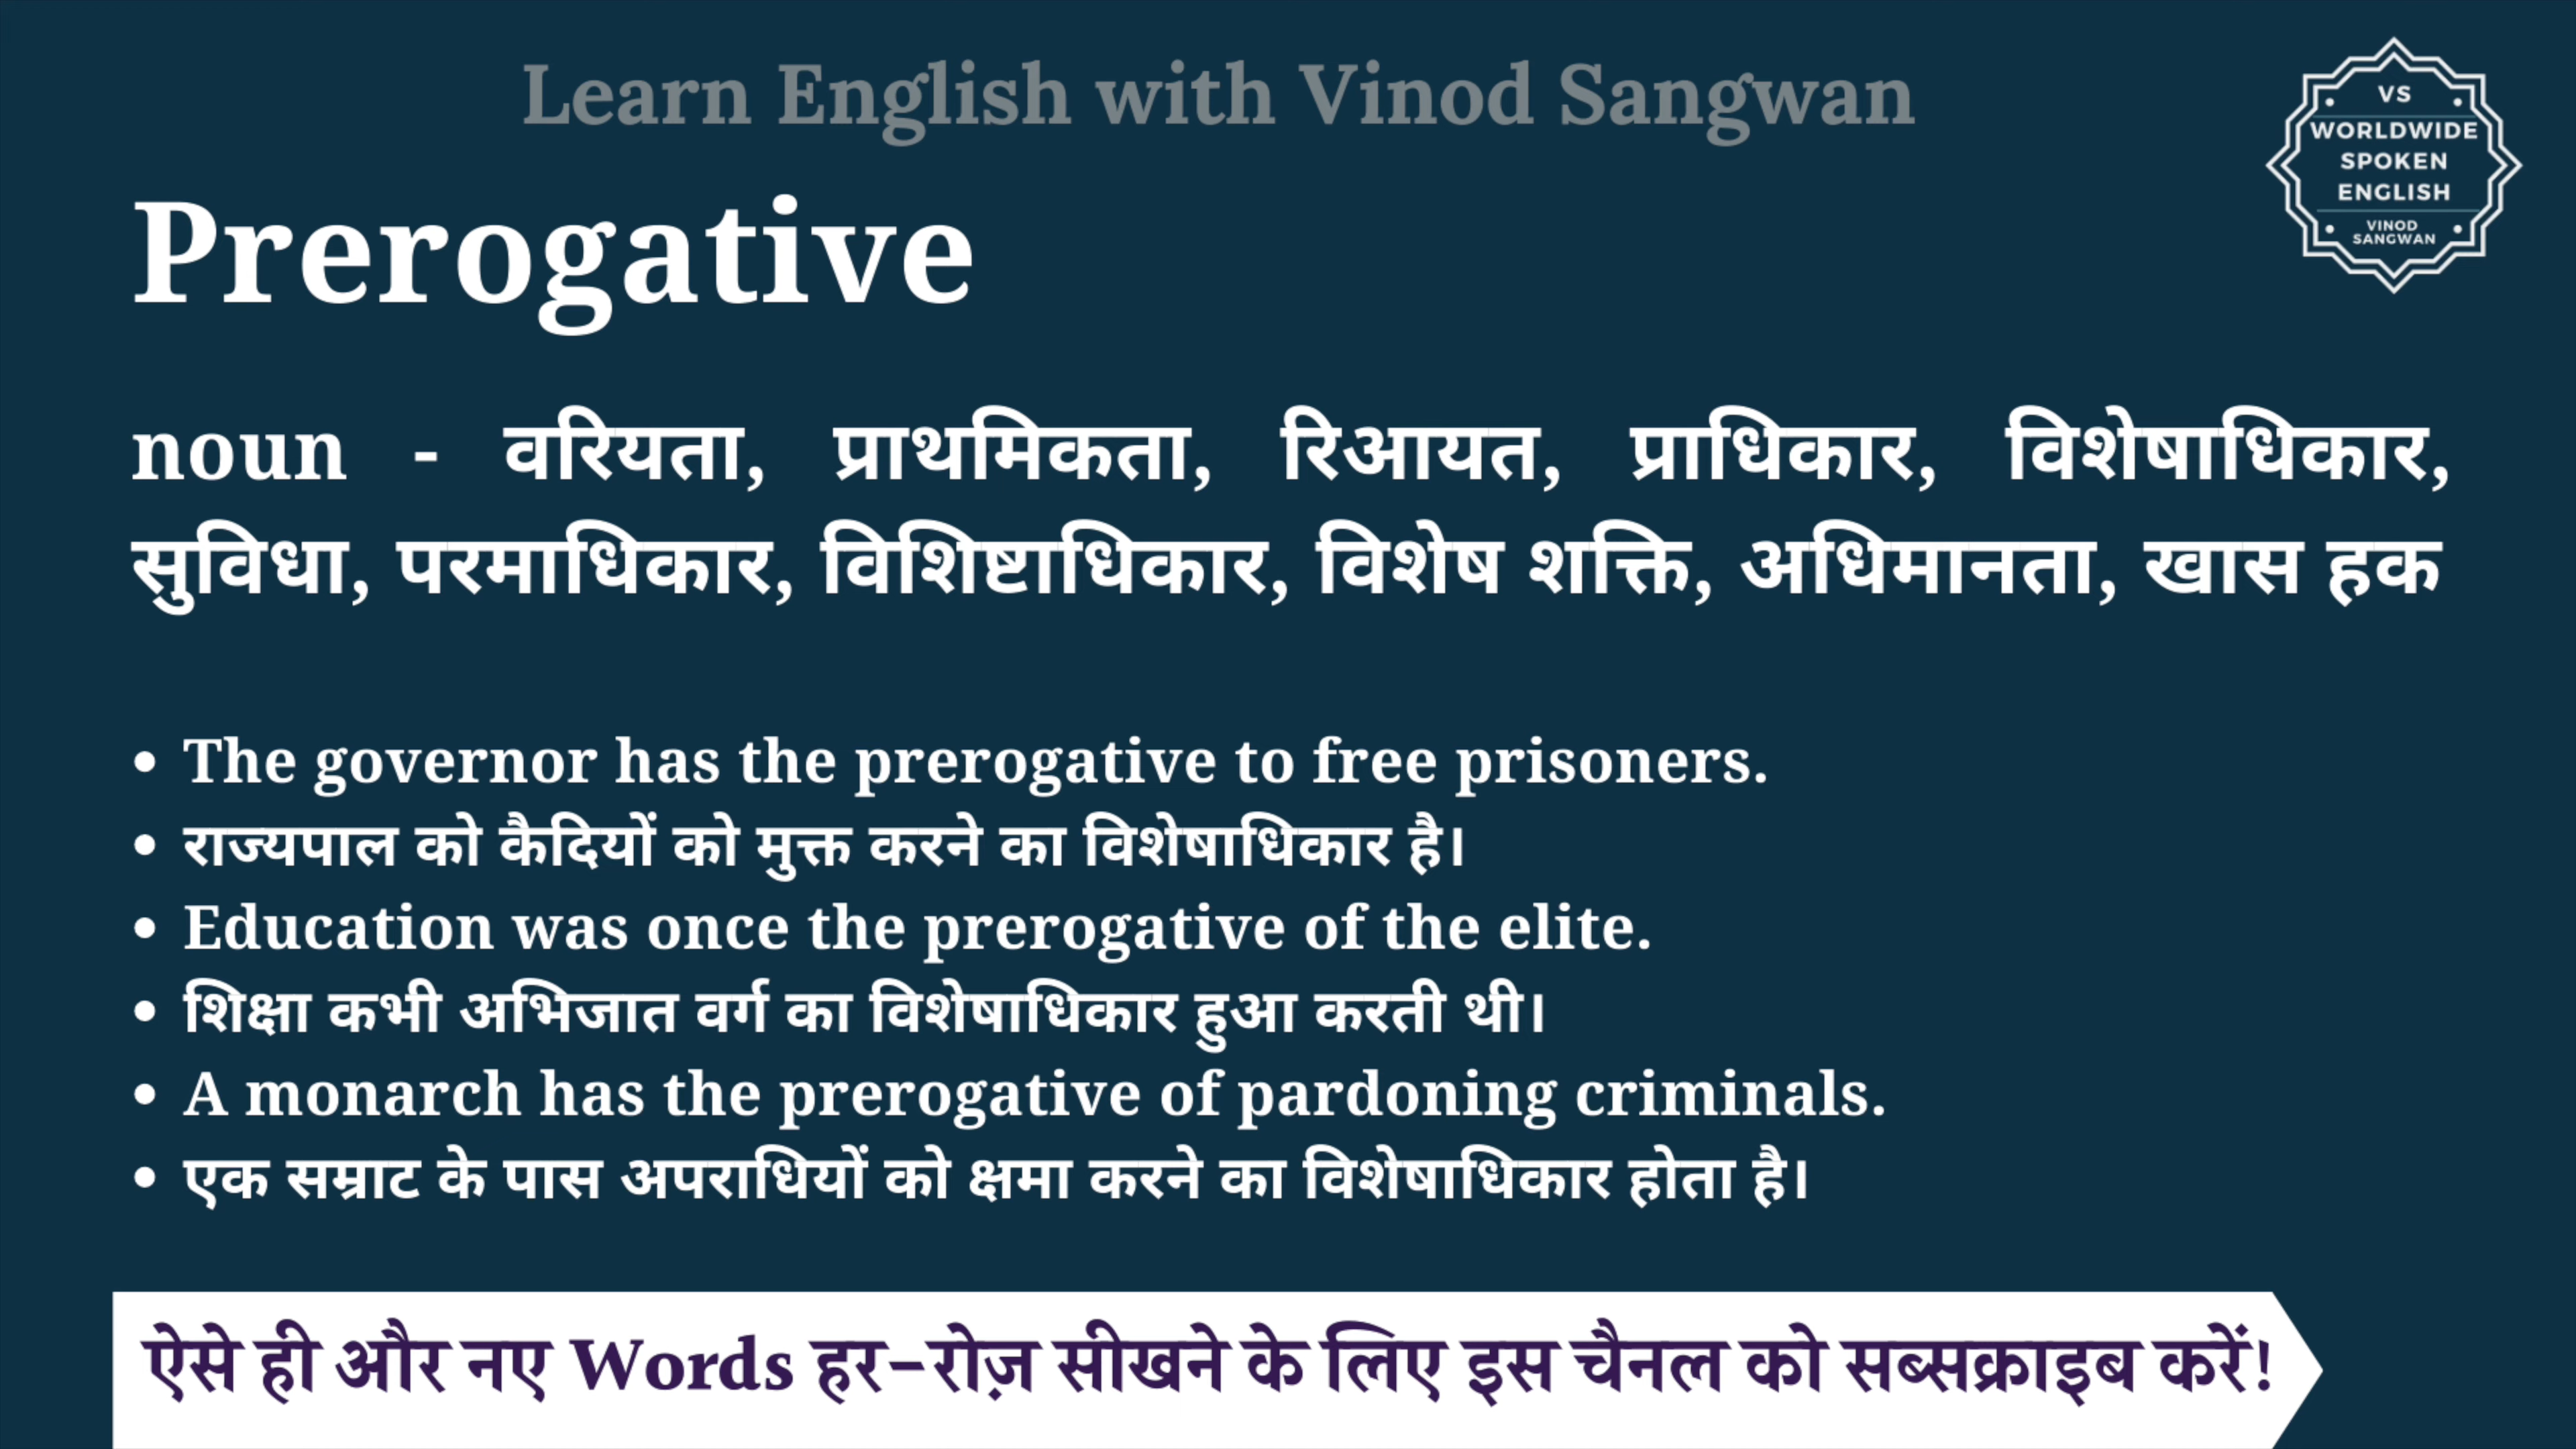 Learn English with Vinod Sangwan
VS
WORLDWIDE
SPOKEN
ENGLISH
VINOD
SANGWAN
Prerogative
noun - वरियता, प्राथमिकता, रिआयत, प्राधिकार, विशेषाधिकार,
सुविधा, परमाधिकार, विशिष्टाधिकार, विशेष शक्ति, अधिमानता, खास हक
• The governor has the prerogative to free prisoners.
• राज्यपाल को कैदियों को मुक्त करने का विशेषाधिकार है।
• Education was once the prerogative of the elite.
• शिक्षा कभी अभिजात वर्ग का विशेषाधिकार हुआ करती थी।
• A monarch has the prerogative of pardoning criminals.
• एक सम्राट के पास अपराधियों को क्षमा करने का विशेषाधिकार होता है।
ऐसे ही और नए Words हर-रोज़ सीखने के लिए इस चैनल को सब्सक्राइब करें!